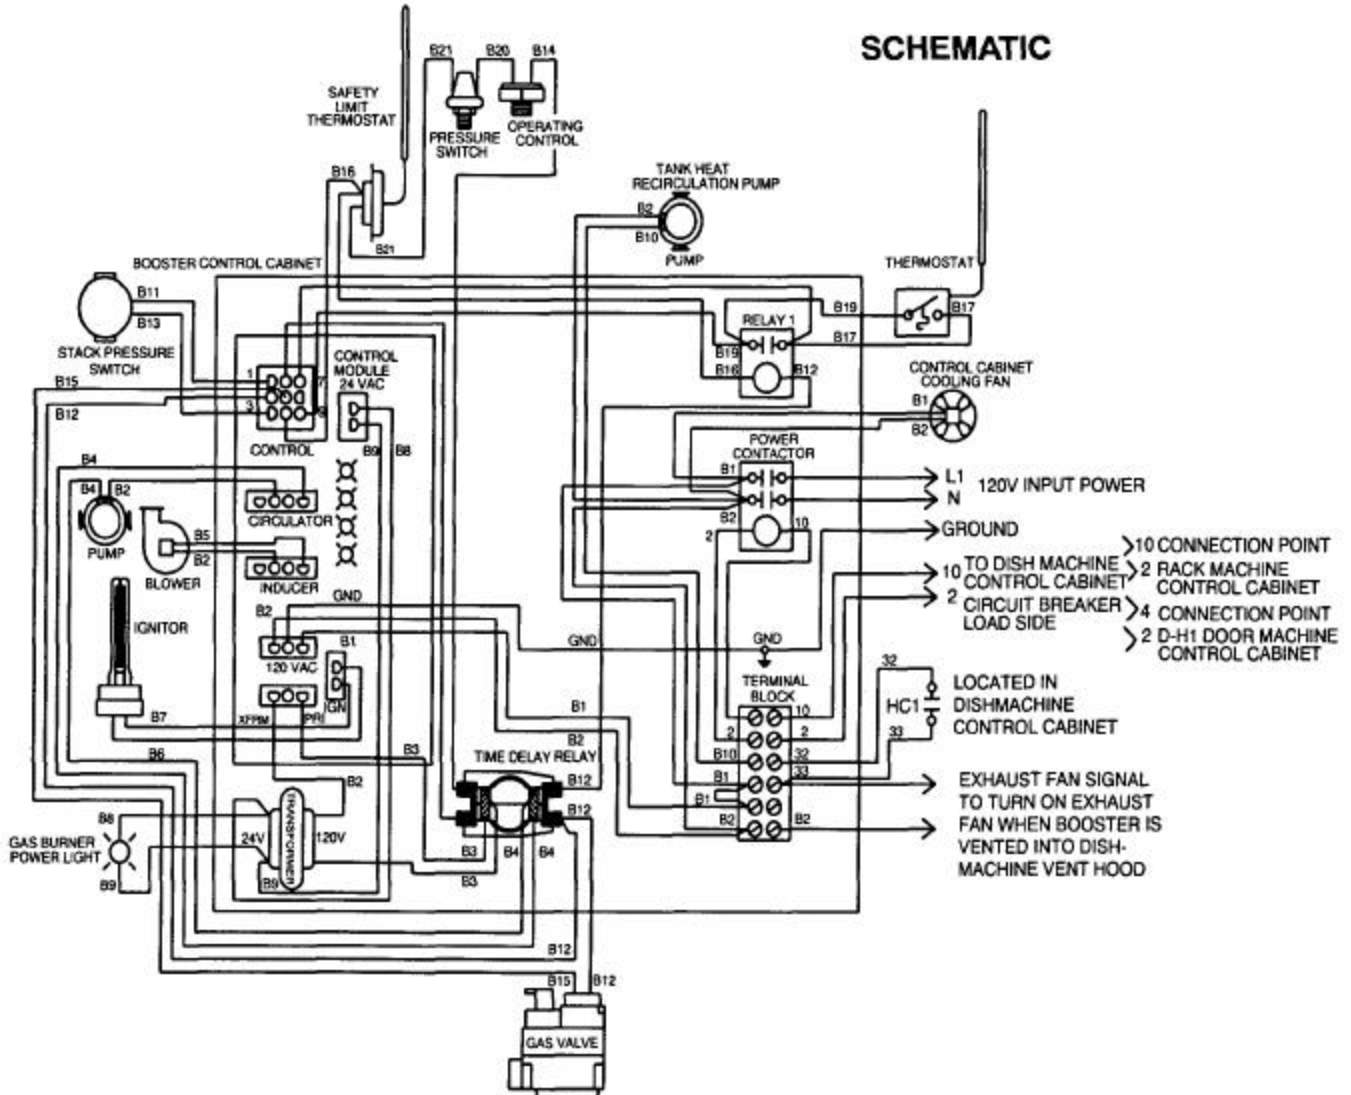 SCHEMATIC
B21
B20
B14
SAFETY
LIMIT
THERMOSTAT
PRESSURE
SWITCH
OPERATING
CONTROL
B16
B21
TANK HEAT
RECIRCULATION PUMP
B2
B10
PUMP
BOOSTER CONTROL CABINET
THERMOSTAT
B11
B13
STACK PRESSURE
SWITCH
B19
B17
B17
RELAY 1
B19
B16
B12
CONTROL
MODULE
24 VAC
CONTROL CABINET
COOLING FAN
B1
B2
B15
B12
1
7
3
9
CONTROL
B9
B8
POWER
CONTACTOR
B1
B2
2
10
L1
N
120V INPUT POWER
GROUND
B4
B4
B2
PUMP
CIRCULATOR
B5
B2
BLOWER
INDUCER
10
TO DISH MACHINE
CONTROL CABINET
2
CIRCUIT BREAKER
LOAD SIDE
10 CONNECTION POINT
2 RACK MACHINE
CONTROL CABINET
4 CONNECTION POINT
2 D-H1 DOOR MACHINE
CONTROL CABINET
GND
B2
IGNITOR
B1
120 VAC
IGN
XFRM
PRI
GND
GND
TERMINAL
BLOCK
32
HC1
33
LOCATED IN
DISHMACHINE
CONTROL CABINET
B7
B6
B3
B1
B2
10
2
2
B10
32
33
B1
B1
B2
B2
TIME DELAY RELAY
B12
B12
B3
B4
B4
B3
EXHAUST FAN SIGNAL
TO TURN ON EXHAUST
FAN WHEN BOOSTER IS
VENTED INTO DISH-
MACHINE VENT HOOD
B2
B8
GAS BURNER
POWER LIGHT
B9
24V
TRANSFORMER
120V
B9
B12
B15
B12
GAS VALVE